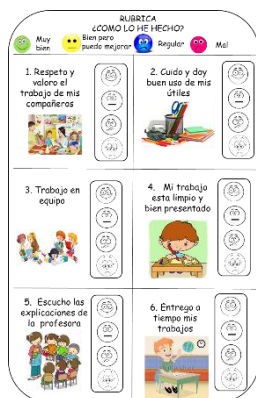 RUBRICA
¿COMO LO HE HECHO?
Muy
bien
Bien pero
puedo mejorar
Regular
Mal
1. Respeto y
valoro el
trabajo de mis
compañeros
2. Cuido y doy
buen uso de mis
útiles
3. Trabajo en
equipo
4. Mi trabajo
esta limpio y
bien presentado
5. Escucho las
explicaciones de
la profesora
6. Entrego a
tiempo mis
trabajos